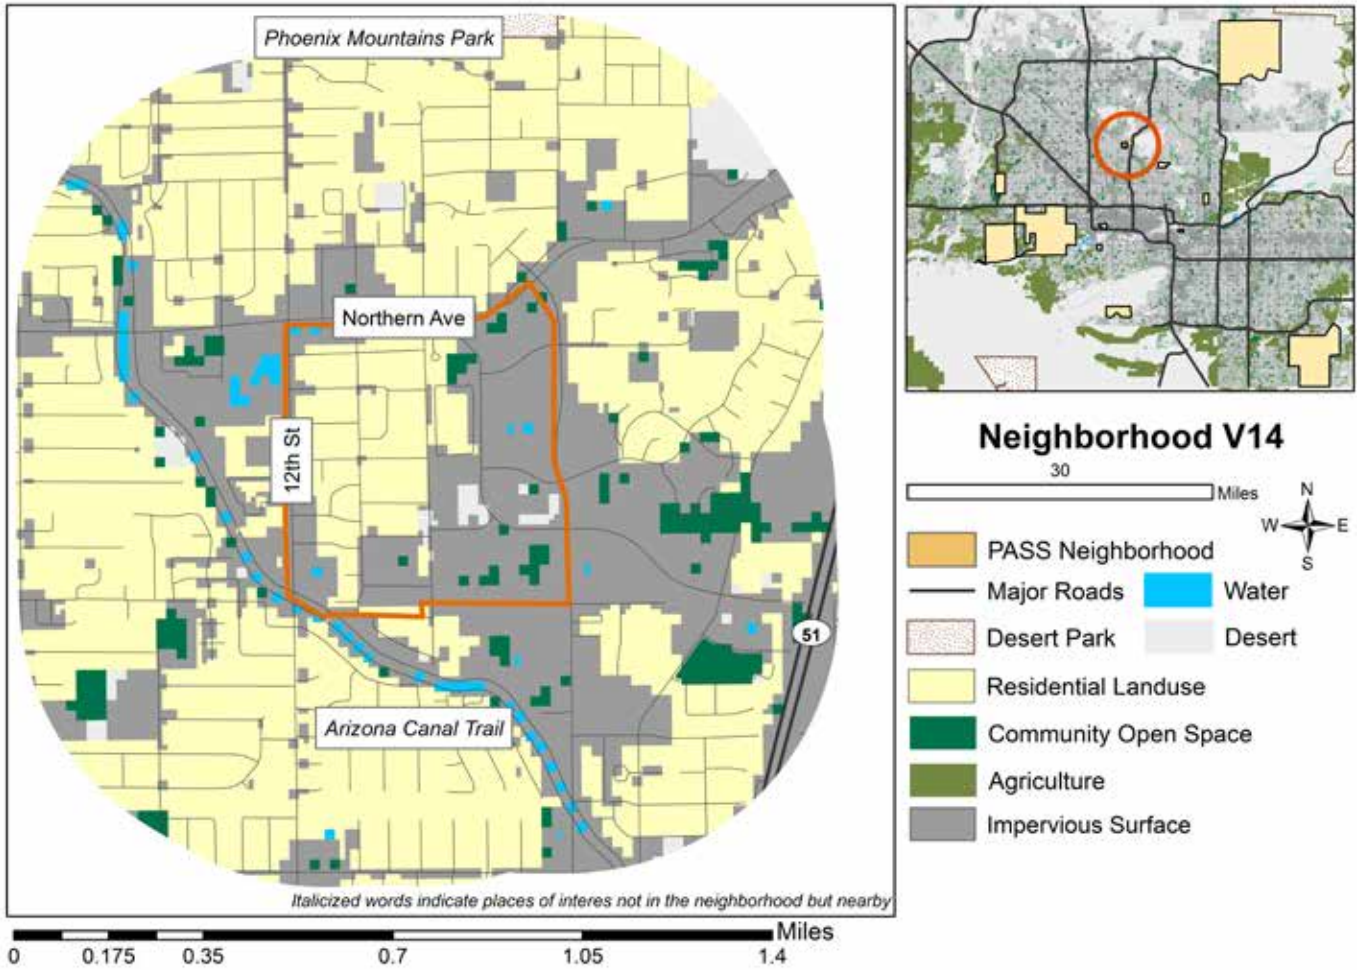 Phoenix Mountains Park
Northern Ave
12th St
51
Arizona Canal Trail
Italicized words indicate places of interes not in the neighborhood but nearby
Miles
0 0.175 0.35 0.7 1.05 1.4
Neighborhood V14
30
Miles
N
W E
S
PASS Neighborhood
Major Roads
Water
Desert Park
Desert
Residential Landuse
Community Open Space
Agriculture
Impervious Surface